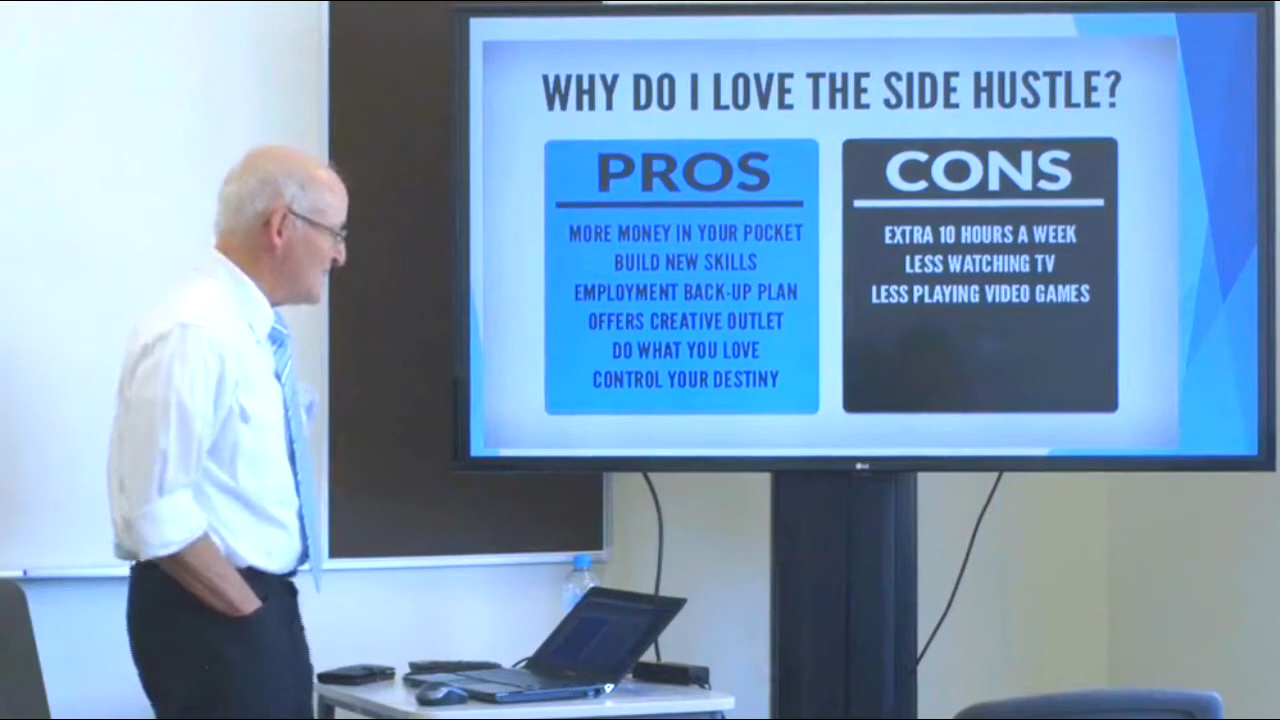 WHY DO I LOVE THE SIDE HUSTLE?
PROS
MORE MONEY IN YOUR POCKET
BUILD NEW SKILLS
EMPLOYMENT BACK-UP PLAN
OFFERS CREATIVE OUTLET
DO WHAT YOU LOVE
CONTROL YOUR DESTINY
CONS
EXTRA 10 HOURS A WEEK
LESS WATCHING TV
LESS PLAYING VIDEO GAMES
LG